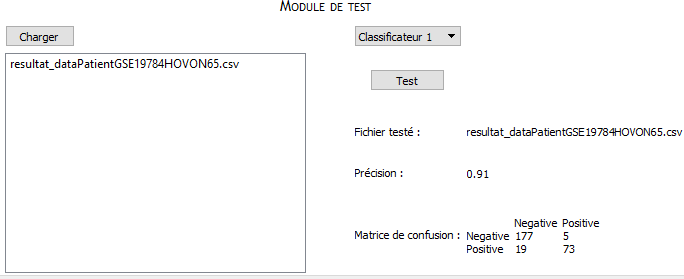 MODULE DE TEST
Charger
Classificateur 1
resultat_dataPatientGSE19784HOVON65.csv
Test
Fichier testé : resultat_dataPatientGSE19784HOVON65.csv
Précision : 0.91
Negative Positive
Matrice de confusion : Negative 177 5
Positive 19 73